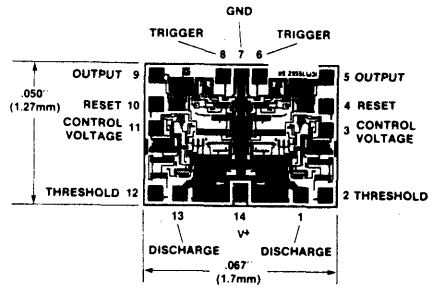 GND
TRIGGER TRIGGER
8 7 6
OUTPUT 9 5 OUTPUT
.050"
(1.27mm)
RESET 10 4 RESET
CONTROL VOLTAGE 11 3 CONTROL VOLTAGE
THRESHOLD 12 2 THRESHOLD
13 14 1
V+
DISCHARGE DISCHARGE
.067"
(1.7mm)